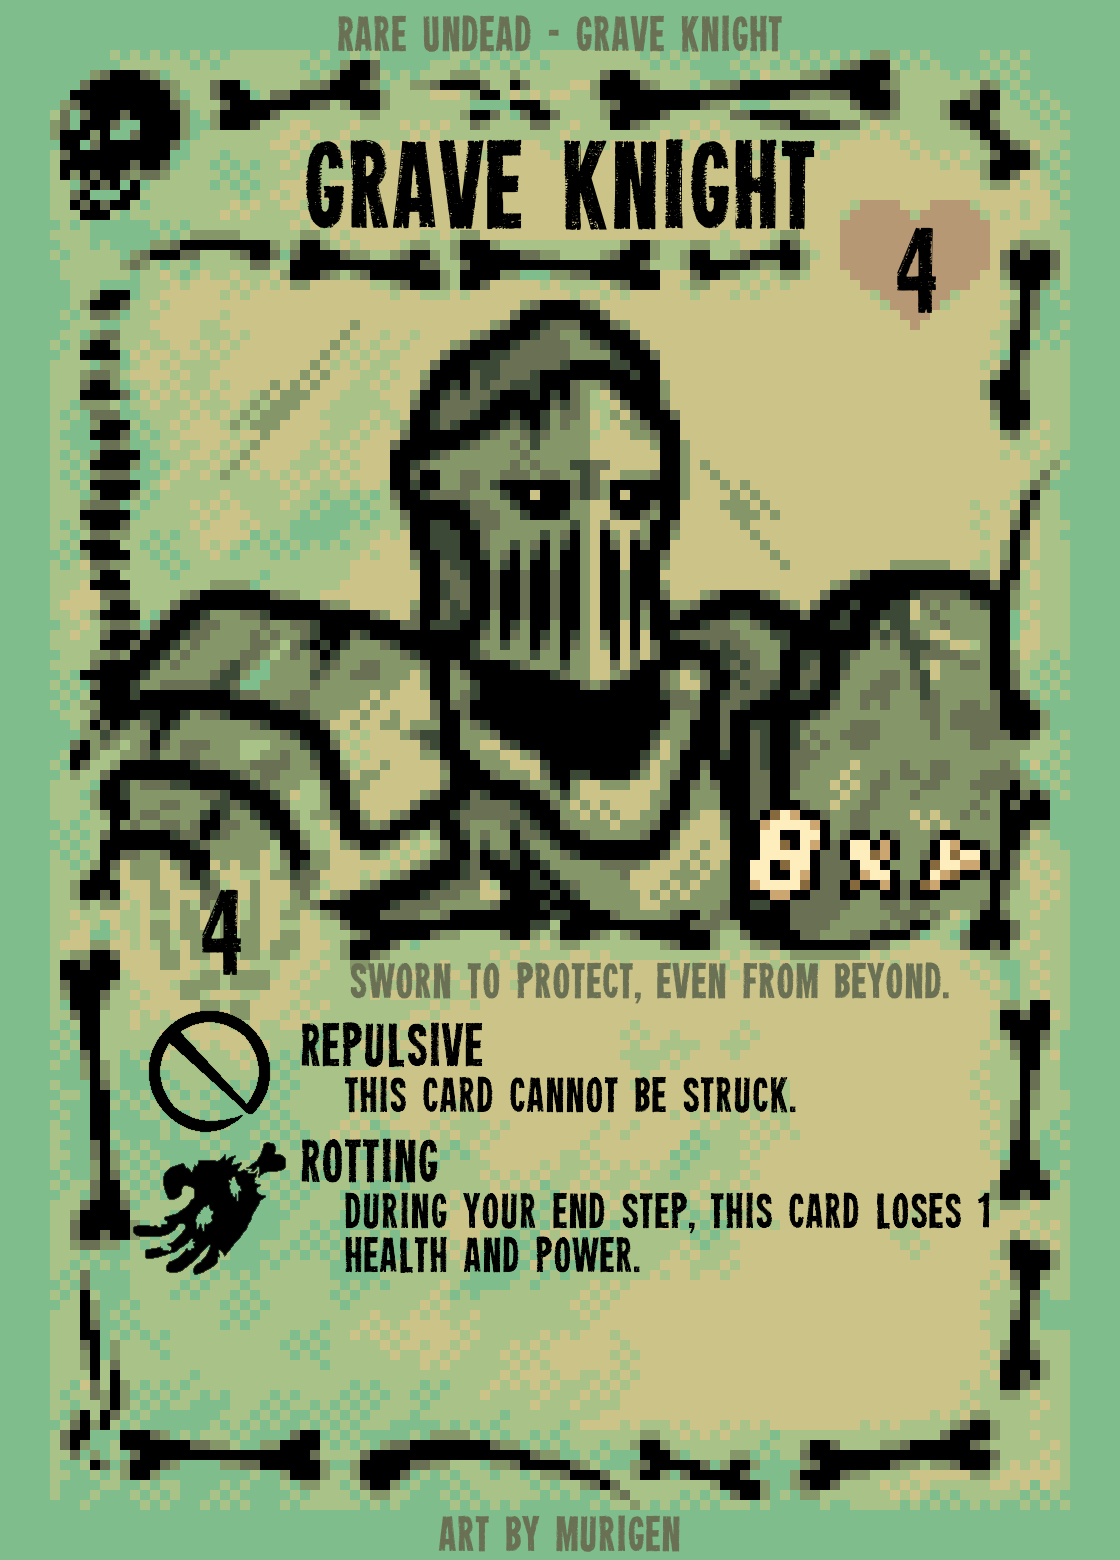 RARE UNDEAD - GRAVE KNIGHT
GRAVE KNIGHT
4
8 x
4
SWORN TO PROTECT, EVEN FROM BEYOND.
REPULSIVE
THIS CARD CANNOT BE STRUCK.
ROTTING
DURING YOUR END STEP, THIS CARD LOSES 1
HEALTH AND POWER.
ART BY MURIGEN